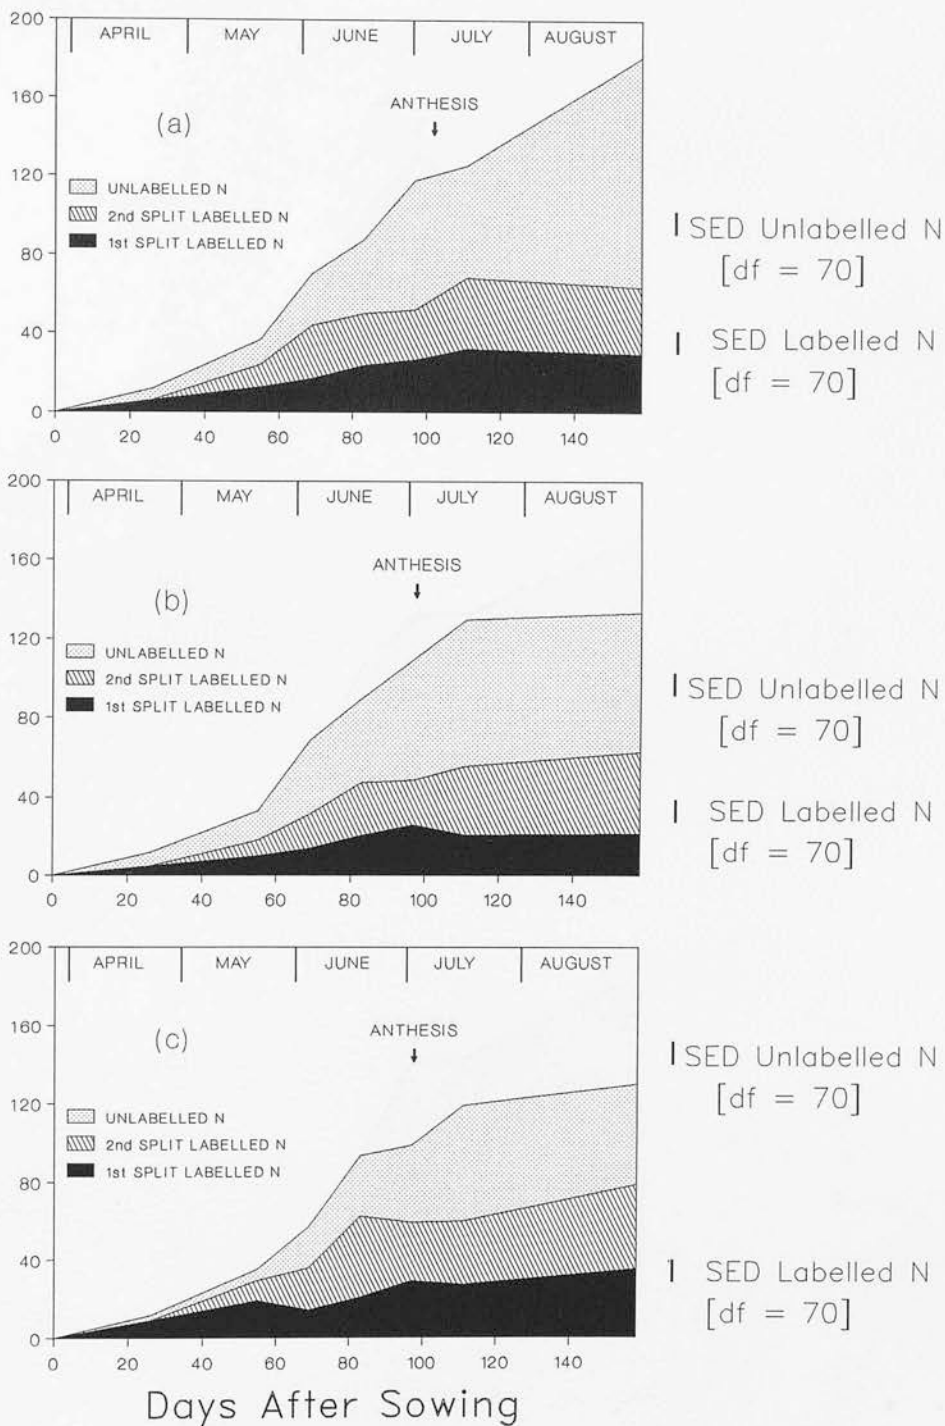 200
APRIL MAY JUNE JULY AUGUST
160
ANTHESIS
(a)
120
UNLABELLED N
2nd SPLIT LABELLED N
1st SPLIT LABELLED N
SED Unlabelled N
[df = 70]
80
40
SED Labelled N
[df = 70]
0
0 20 40 60 80 100 120 140
200
APRIL MAY JUNE JULY AUGUST
160
ANTHESIS
(b)
120
UNLABELLED N
2nd SPLIT LABELLED N
1st SPLIT LABELLED N
SED Unlabelled N
[df = 70]
80
40
SED Labelled N
[df = 70]
0
0 20 40 60 80 100 120 140
200
APRIL MAY JUNE JULY AUGUST
160
ANTHESIS
(c)
120
UNLABELLED N
2nd SPLIT LABELLED N
1st SPLIT LABELLED N
SED Unlabelled N
[df = 70]
80
40
SED Labelled N
[df = 70]
0
0 20 40 60 80 100 120 140
Days After Sowing